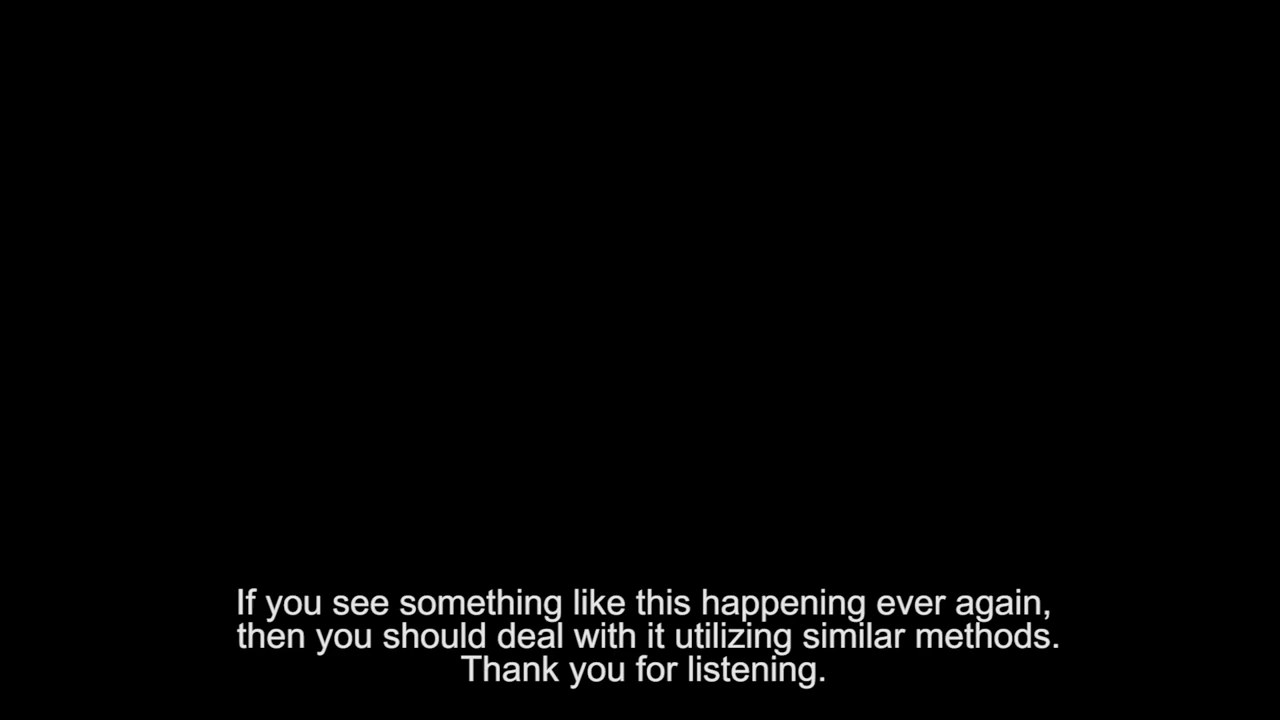 If you see something like this happening ever again,
then you should deal with it utilizing similar methods.
Thank you for listening.